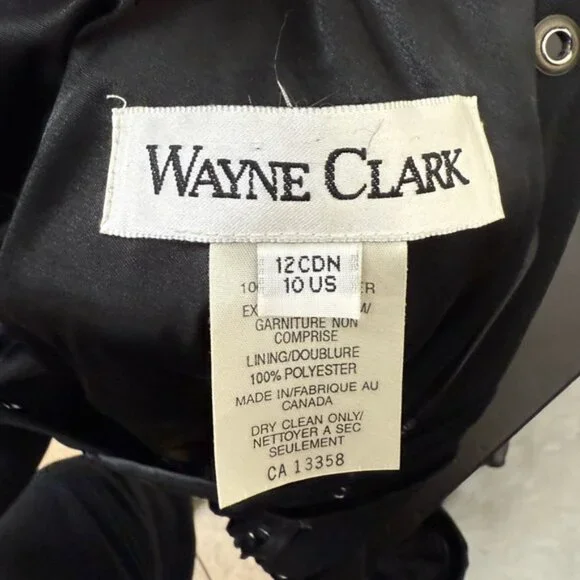 WAYNE CLARK
12 CDN
10 US
GARNITURE NON
COMPRISE
LINING/DOUBLURE
100% POLYESTER
MADE IN/FABRIQUE AU
CANADA
DRY CLEAN ONLY/
NETTOYER A SEC
SEULEMENT
CA 13358